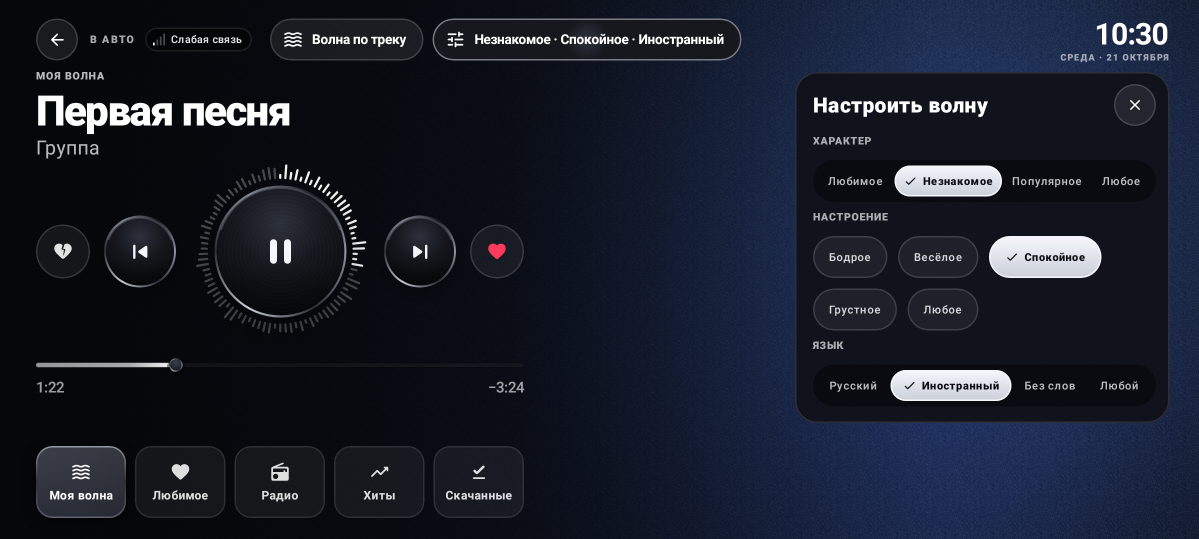 В АВТО
Слабая связь
Волна по треку
Незнакомое · Спокойное · Иностранный
10:30
СРЕДА · 21 ОКТЯБРЯ
МОЯ ВОЛНА
Первая песня
Группа
1:22
−3:24
Моя волна
Любимое
Радио
Хиты
Скачанные
Настроить волну
ХАРАКТЕР
Любимое Незнакомое Популярное Любое
НАСТРОЕНИЕ
Бодрое Весёлое Спокойное
Грустное Любое
ЯЗЫК
Русский Иностранный Без слов Любой